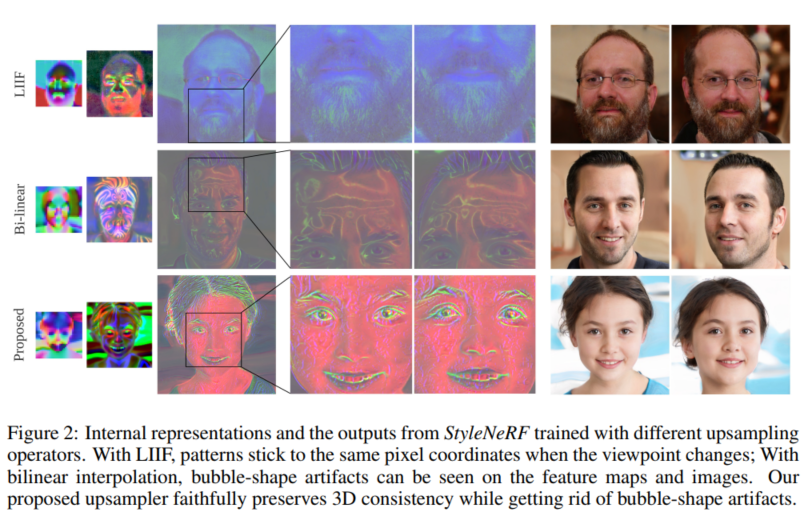 LIIF
Bi-linear
Proposed
Figure 2: Internal representations and the outputs from StyleNeRF trained with different upsampling
operators. With LIIF, patterns stick to the same pixel coordinates when the viewpoint changes; With
bilinear interpolation, bubble-shape artifacts can be seen on the feature maps and images. Our
proposed upsampler faithfully preserves 3D consistency while getting rid of bubble-shape artifacts.